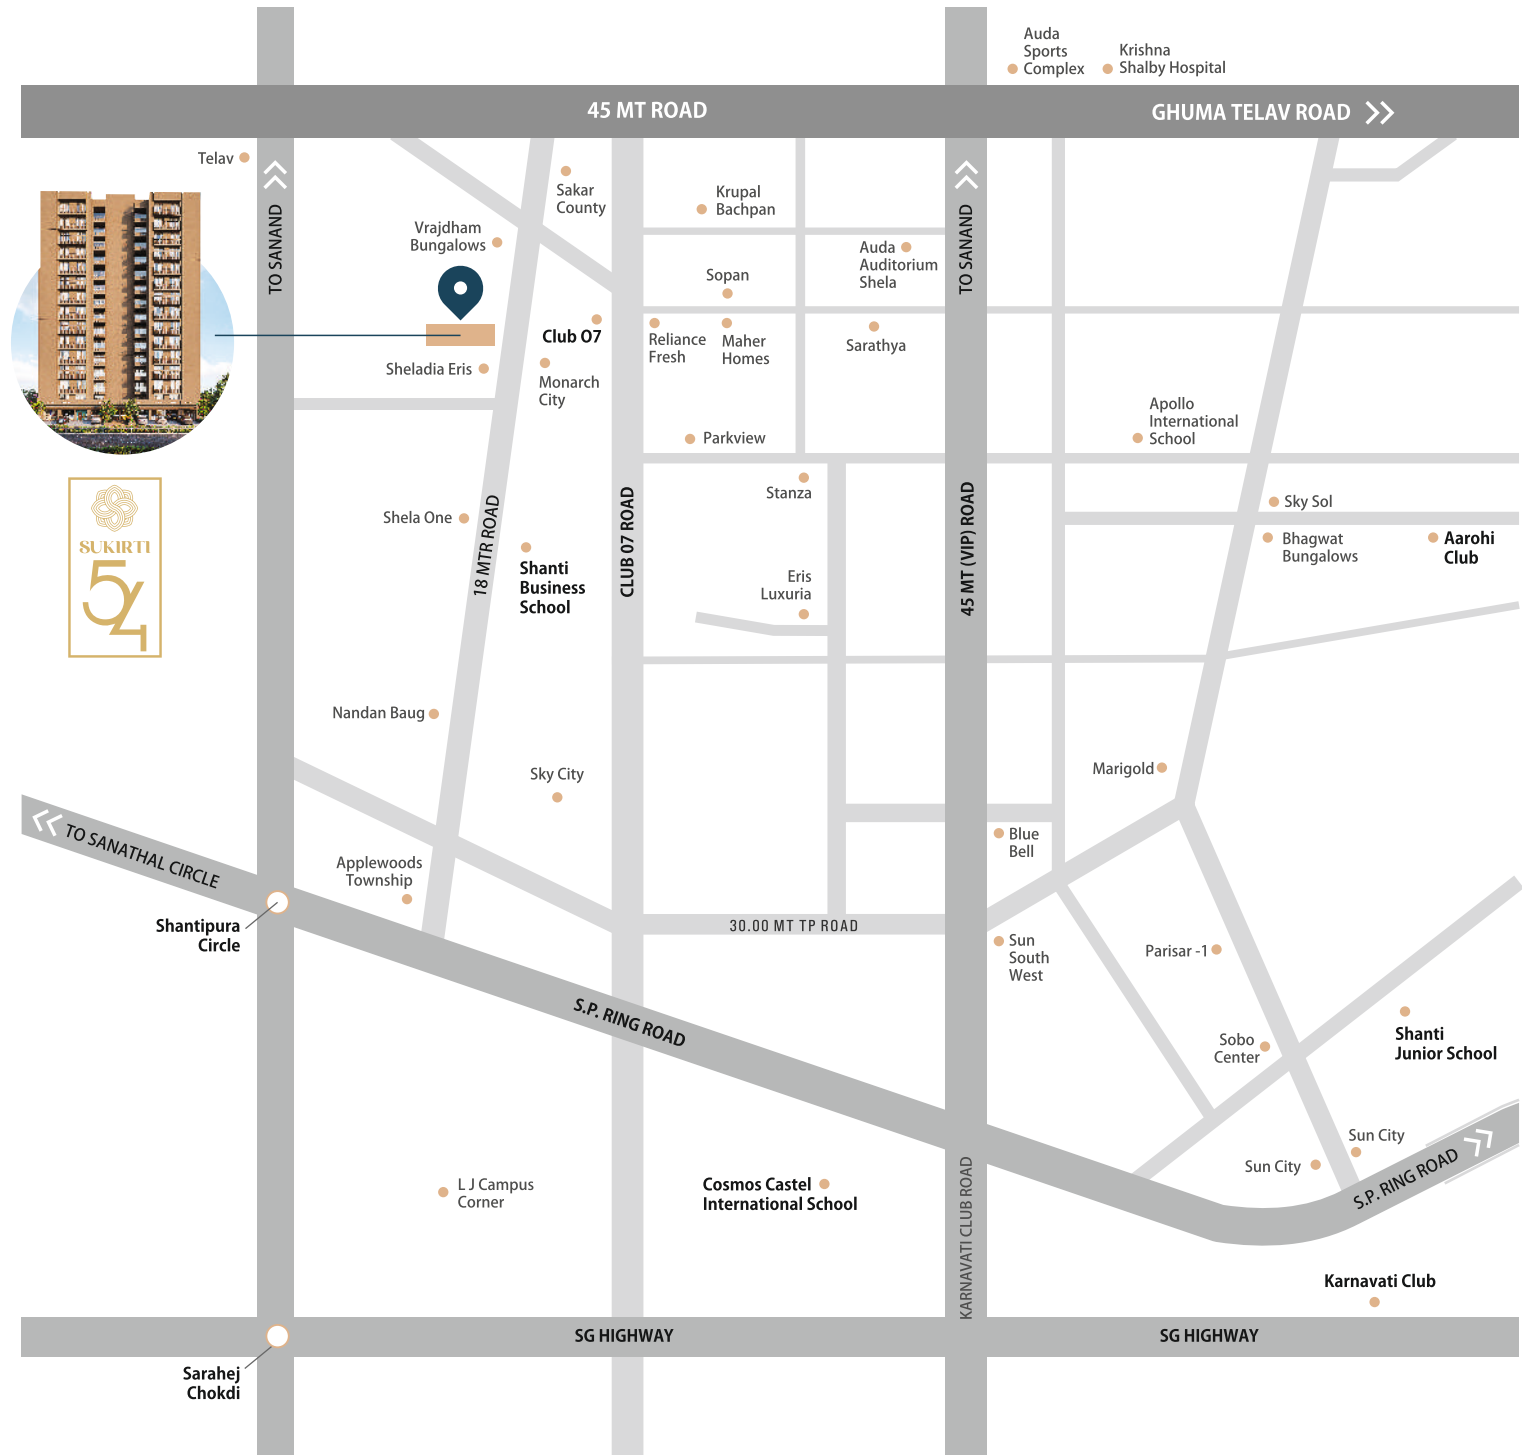 Auda
Sports
Complex
Krishna
Shalby Hospital
45 MT ROAD
GHUMA TELAV ROAD
Telav
TO SANAND
Sakar
County
Krupal
Bachpan
TO SANAND
Vrajdham
Bungalows
Auda
Auditorium
Shela
Sopan
Club O7
Reliance
Fresh
Maher
Homes
Sarathya
Sheladia Eris
Monarch
City
Apollo
International
School
Parkview
Stanza
SUKIRTI
54
Shela One
18 MTR ROAD
CLUB 07 ROAD
45 MT (VIP) ROAD
Sky Sol
Bhagwat
Bungalows
Aarohi
Club
Shanti
Business
School
Eris
Luxuria
Nandan Baug
Sky City
Marigold
TO SANATHAL CIRCLE
Applewoods
Township
Blue
Bell
Shantipura
Circle
30.00 MT TP ROAD
Sun
South
West
Parisar -1
S.P. RING ROAD
Sobo
Center
Shanti
Junior School
Sun City
Sun City
S.P. RING ROAD
L J Campus
Corner
Cosmos Castel
International School
KARNAVATI CLUB ROAD
Karnavati Club
SG HIGHWAY
SG HIGHWAY
Sarahej
Chokdi